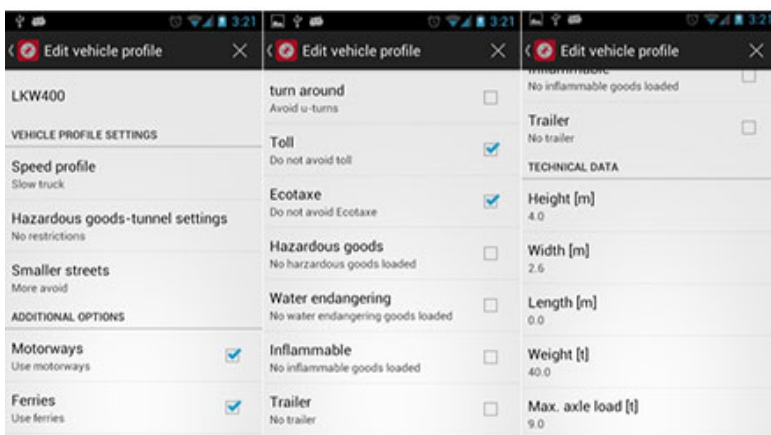 3:21
Edit vehicle profile
LKW400
VEHICLE PROFILE SETTINGS
Speed profile
Slow truck
Hazardous goods-tunnel settings
No restrictions
Smaller streets
More avoid
ADDITIONAL OPTIONS
Motorways
Use motorways
Ferries
Use ferries
3:21
Edit vehicle profile
turn around
Avoid u-turns
Toll
Do not avoid toll
Ecotaxe
Do not avoid Ecotaxe
Hazardous goods
No harzardous goods loaded
Water endangering
No water endangering goods loaded
Inflammable
No inflammable goods loaded
Trailer
No trailer
3:21
Edit vehicle profile
Inflammable
No inflammable goods loaded
Trailer
No trailer
TECHNICAL DATA
Height [m]
4.0
Width [m]
2.6
Length [m]
0.0
Weight [t]
40.0
Max. axle load [t]
9.0